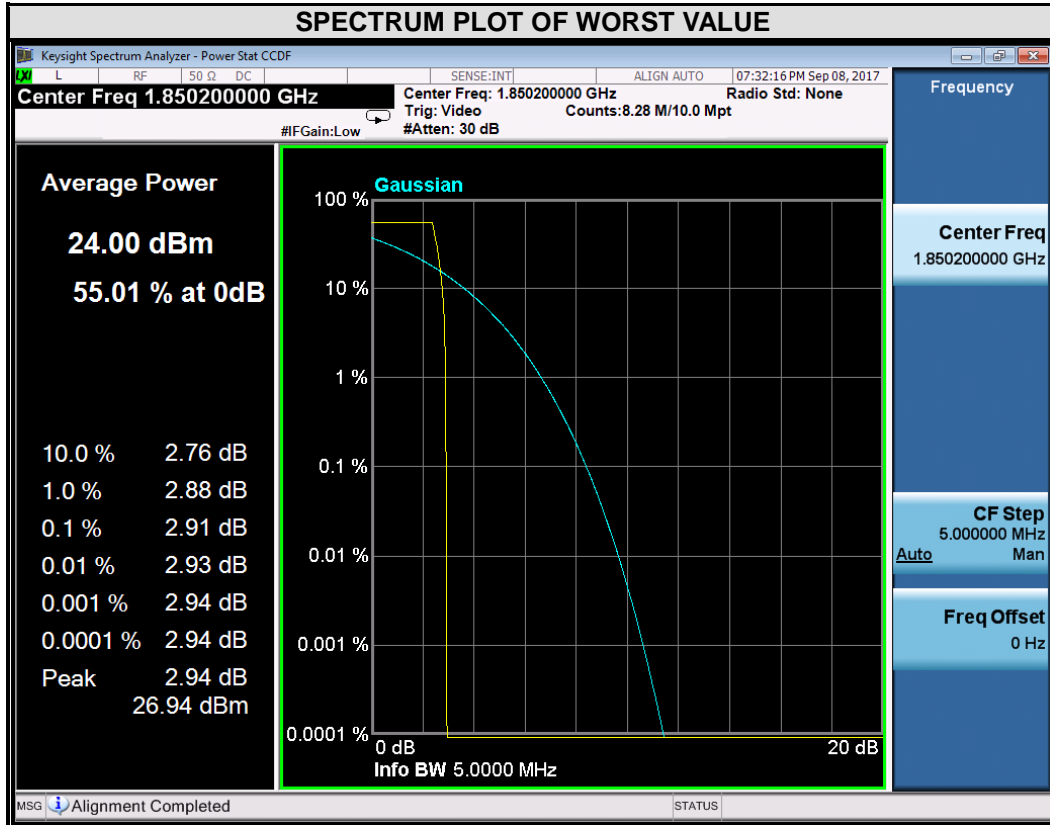 SPECTRUM PLOT OF WORST VALUE
Keysight Spectrum Analyzer - Power Stat CCDF
LXI L RF 50 Ω DC SENSE:INT ALIGN AUTO 07:32:16 PM Sep 08, 2017
Center Freq 1.850200000 GHz
Center Freq: 1.850200000 GHz Radio Std: None
Trig: Video Counts:8.28 M/10.0 Mpt
#IFGain:Low #Atten: 30 dB
Average Power
24.00 dBm
55.01 % at 0dB
10.0 % 2.76 dB
1.0 % 2.88 dB
0.1 % 2.91 dB
0.01 % 2.93 dB
0.001 % 2.94 dB
0.0001 % 2.94 dB
Peak 2.94 dB
26.94 dBm
Gaussian
100 %
10 %
1 %
0.1 %
0.01 %
0.001 %
0.0001 %
0 dB 20 dB
Info BW 5.0000 MHz
Frequency
Center Freq
1.850200000 GHz
CF Step
5.000000 MHz
Auto Man
Freq Offset
0 Hz
MSG Alignment Completed STATUS